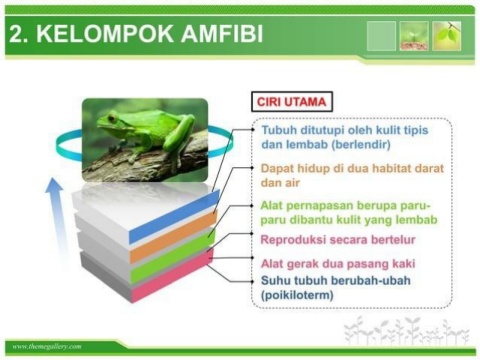 2. KELOMPOK AMFIBI
CIRI UTAMA
Tubuh ditutupi oleh kulit tipis
dan lembab (berlendir)
Dapat hidup di dua habitat darat
dan air
Alat pernapasan berupa paru-
paru dibantu kulit yang lembab
Reproduksi secara bertelur
Alat gerak dua pasang kaki
Suhu tubuh berubah-ubah
(poikiloterm)
www.themegallery.com